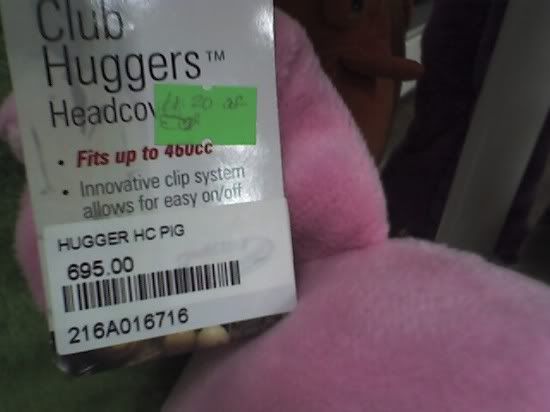 Club
Huggers™
Headcov
• Fits up to 460cc
• Innovative clip system
allows for easy on/off
HUGGER HC PIG
695.00
216A016716